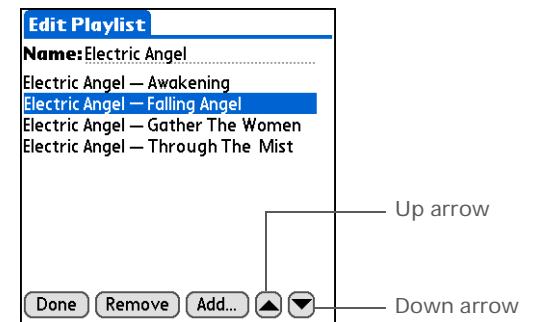 Edit Playlist
Name: Electric Angel
Electric Angel — Awakening
Electric Angel — Falling Angel
Electric Angel — Gather The Women
Electric Angel — Through The Mist
Up arrow
Done Remove Add... Down arrow